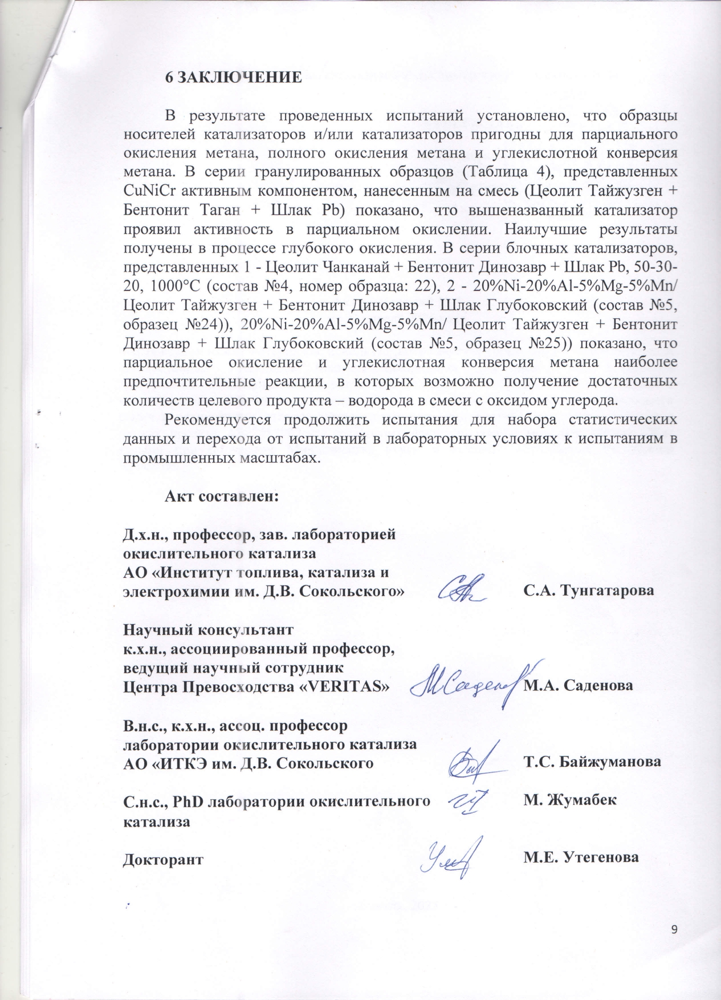 6 ЗАКЛЮЧЕНИЕ
В результате проведенных испытаний установлено, что образцы
носителей катализаторов и/или катализаторов пригодны для парциального
окисления метана, полного окисления метана и углекислотной конверсия
метана. В серии гранулированных образцов (Таблица 4), представленных
CuNiCr активным компонентом, нанесенным на смесь (Цеолит Тайжузген +
Бентонит Таган + Шлак Pb) показано, что вышеназванный катализатор
проявил активность в парциальном окислении. Наилучшие результаты
получены в процессе глубокого окисления. В серии блочных катализаторов,
представленных 1 - Цеолит Чанканай + Бентонит Динозавр + Шлак Pb, 50-30-
20, 1000°С (состав №4, номер образца: 22), 2 - 20%Ni-20%Al-5%Mg-5%Mn/
Цеолит Тайжузген + Бентонит Динозавр + Шлак Глубоковский (состав №5,
образец №24)), 20%Ni-20%Al-5%Mg-5%Mn/ Цеолит Тайжузген + Бентонит
Динозавр + Шлак Глубоковский (состав №5, образец №25)) показано, что
парциальное окисление и углекислотная конверсия метана наиболее
предпочтительные реакции, в которых возможно получение достаточных
количеств целевого продукта – водорода в смеси с оксидом углерода.
Рекомендуется продолжить испытания для набора статистических
данных и перехода от испытаний в лабораторных условиях к испытаниям в
промышленных масштабах.
Акт составлен:
Д.х.н., профессор, зав. лабораторией
окислительного катализа
АО «Институт топлива, катализа и
электрохимии им. Д.В. Сокольского» С.А. Тунгатарова
Научный консультант
к.х.н., ассоциированный профессор,
ведущий научный сотрудник
Центра Превосходства «VERITAS» М.А. Саденова
В.н.с., к.х.н., ассоц. профессор
лаборатории окислительного катализа
АО «ИТКЭ им. Д.В. Сокольского Т.С. Байжуманова
С.н.с., PhD лаборатории окислительного М. Жумабек
катализа
Докторант М.Е. Утегенова
9